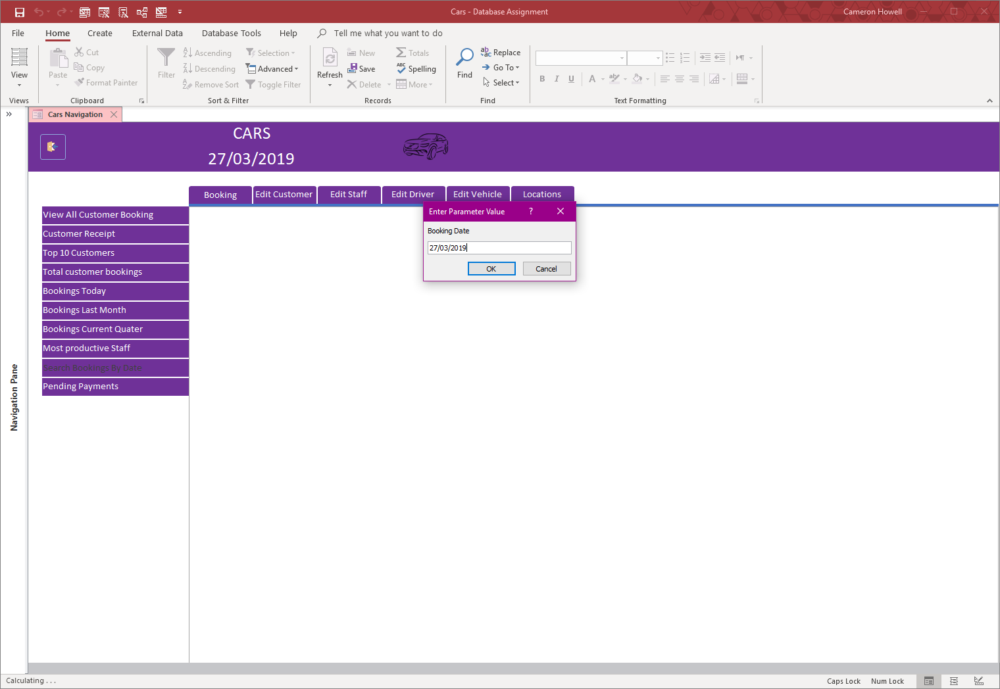 Cars - Database Assignment
Cameron Howell
File Home Create External Data Database Tools Help Tell me what you want to do
View
Views
Paste
Cut
Copy
Format Painter
Clipboard
Filter
Ascending
Descending
Remove Sort
Selection
Advanced
Toggle Filter
Sort & Filter
Refresh
New
Save
Delete
Totals
Spelling
More
Records
Find
Replace
Go To
Select
Find
B I U A
Text Formatting
Cars Navigation
CARS
27/03/2019
Booking Edit Customer Edit Staff Edit Driver Edit Vehicle Locations
View All Customer Booking
Customer Receipt
Top 10 Customers
Total customer bookings
Bookings Today
Bookings Last Month
Bookings Current Quater
Most productive Staff
Search Bookings By Date
Pending Payments
Enter Parameter Value ?
Booking Date
27/03/2019
OK Cancel
Navigation Pane
Calculating . . .
Caps Lock Num Lock